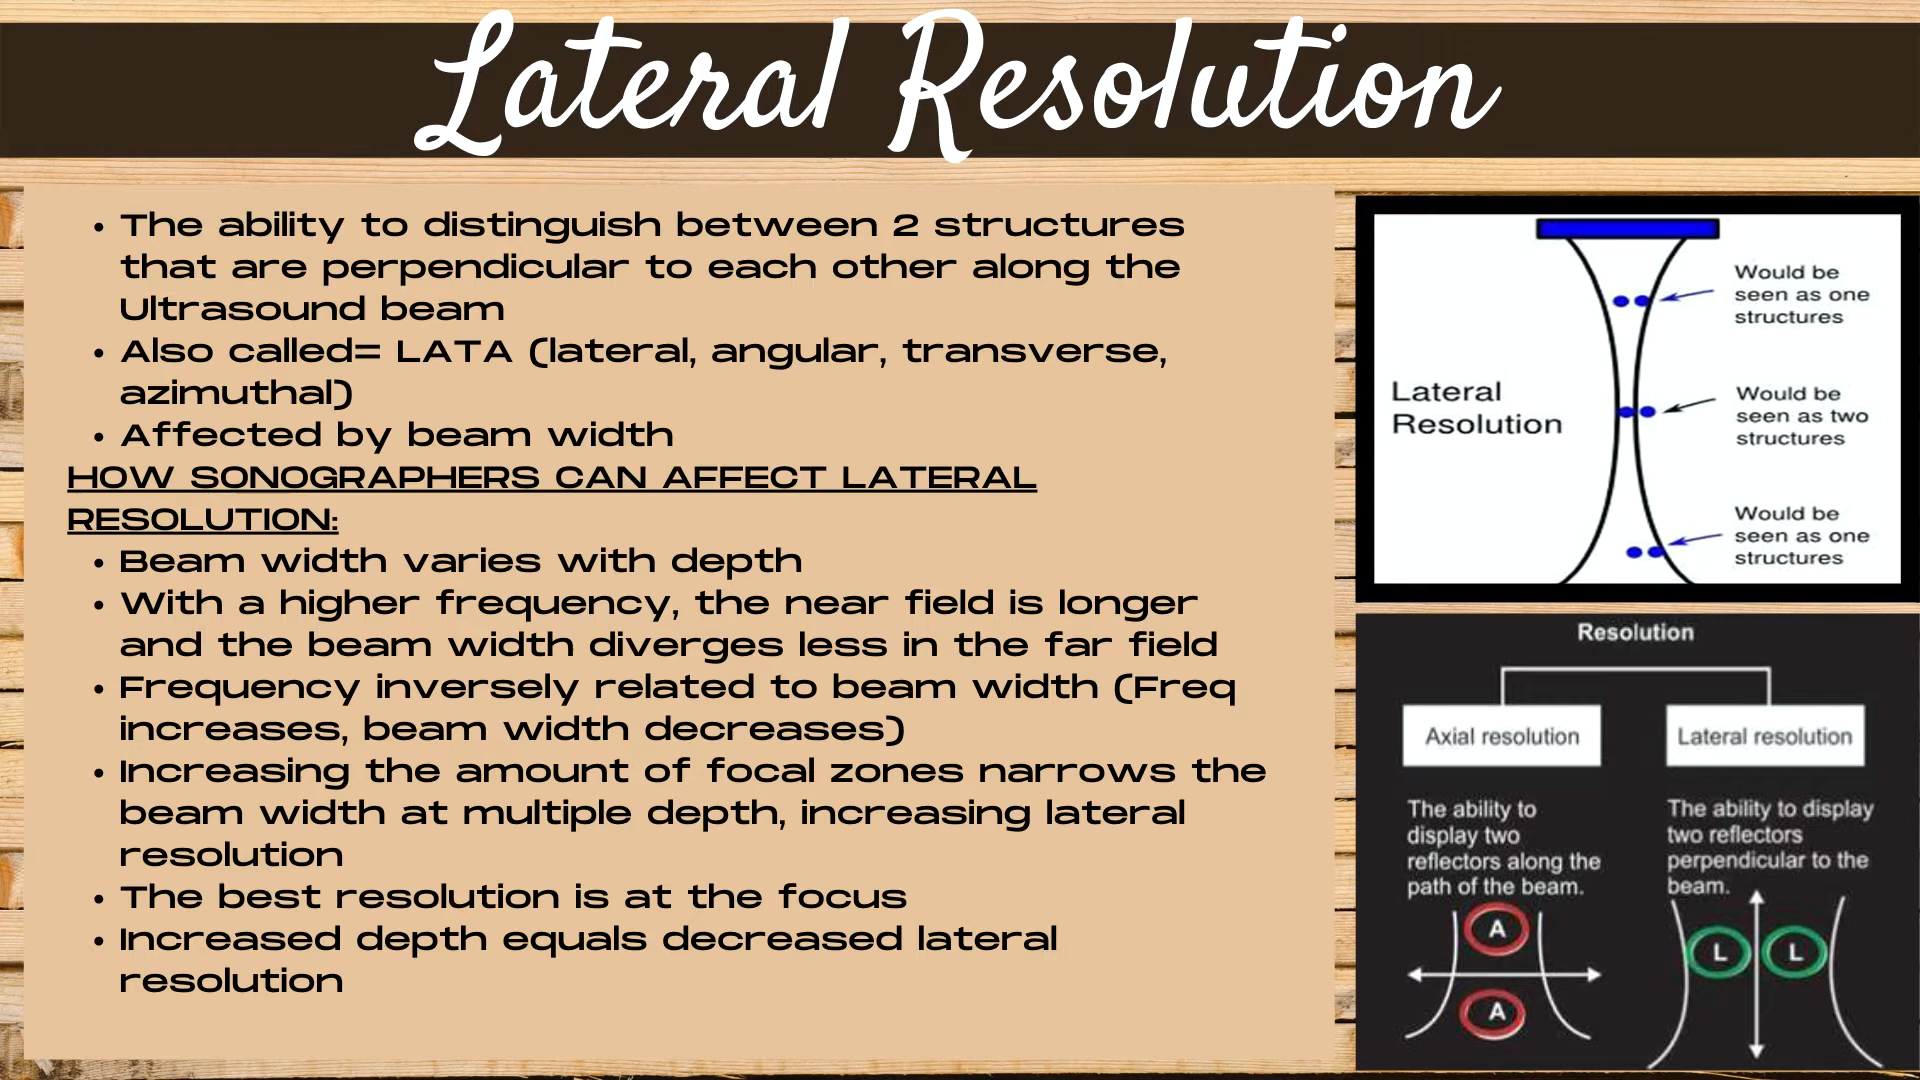 Lateral Resolution
• The ability to distinguish between 2 structures
that are perpendicular to each other along the
Ultrasound beam
• Also called= LATA (lateral, angular, transverse,
azimuthal)
• Affected by beam width
HOW SONOGRAPHERS CAN AFFECT LATERAL
RESOLUTION:
• Beam width varies with depth
• With a higher frequency, the near field is longer
and the beam width diverges less in the far field
• Frequency inversely related to beam width (Freq
increases, beam width decreases)
• Increasing the amount of focal zones narrows the
beam width at multiple depth, increasing lateral
resolution
• The best resolution is at the focus
• Increased depth equals decreased lateral
resolution
Would be
seen as one
structures
Lateral
Resolution
Would be
seen as two
structures
Would be
seen as one
structures
Resolution
Axial resolution
The ability to
display two
reflectors along the
path of the beam.
A
A
Lateral resolution
The ability to display
two reflectors
perpendicular to the
beam.
L L